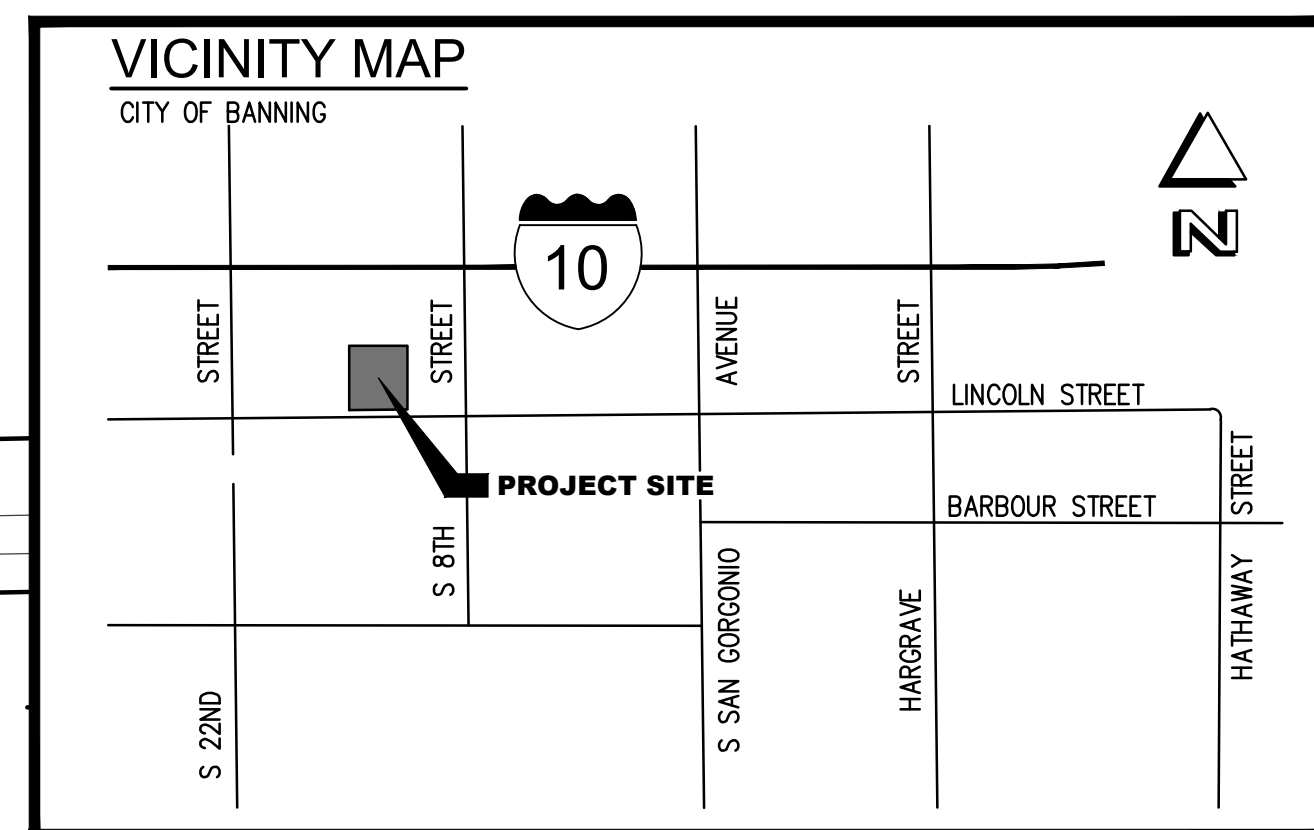 VICINITY MAP
CITY OF BANNING
N
10
STREET
STREET
AVENUE
STREET
LINCOLN STREET
STREET
PROJECT SITE
BARBOUR STREET
S 8TH
S SAN GORGONIO
HARGRAVE
HATHAWAY
S 22ND